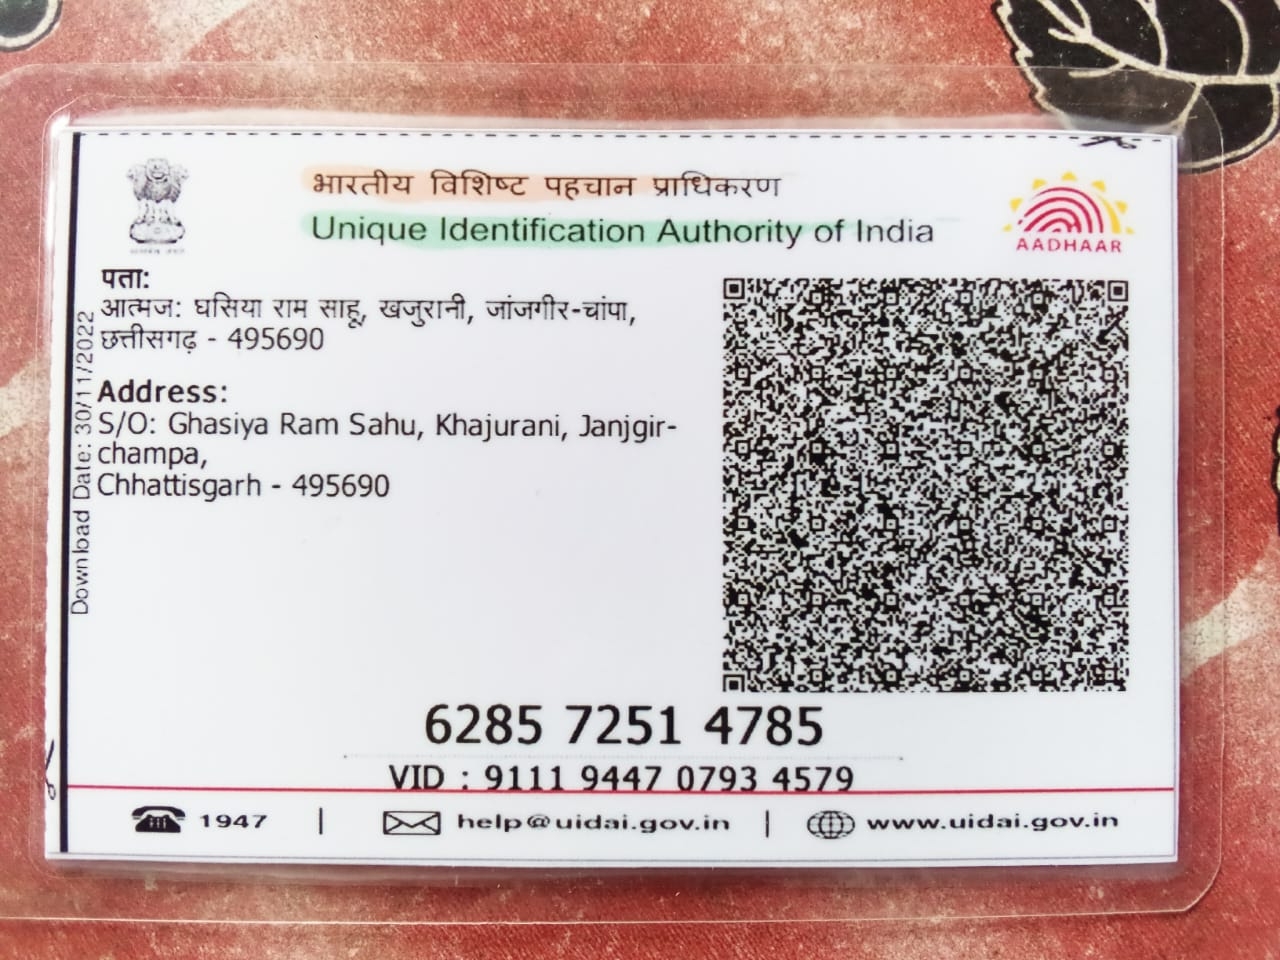 भारतीय विशिष्ट पहचान प्राधिकरण
Unique Identification Authority of India
AADHAAR
पता:
आत्मज: घसिया राम साहू, खजुरानी, जांजगीर-चांपा,
छत्तीसगढ़ - 495690
Address:
S/O: Ghasiya Ram Sahu, Khajurani, Janjgir-
champa,
Chhattisgarh - 495690
Download Date: 30/11/2022
6285 7251 4785
VID : 9111 9447 0793 4579
1947 | help@uidai.gov.in | www.uidai.gov.in